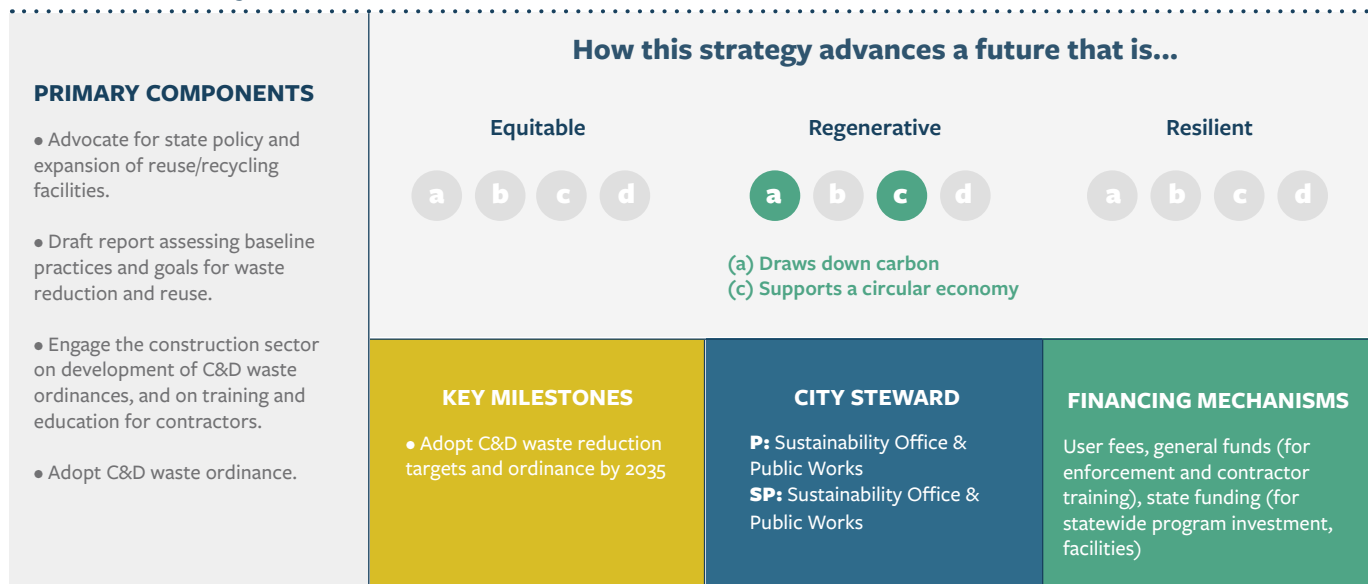 PRIMARY COMPONENTS
• Advocate for state policy and
expansion of reuse/recycling
facilities.
• Draft report assessing baseline
practices and goals for waste
reduction and reuse.
• Engage the construction sector
on development of C&D waste
ordinances, and on training and
education for contractors.
• Adopt C&D waste ordinance.
How this strategy advances a future that is...
Equitable
a b c d
Regenerative
a b c d
(a) Draws down carbon
(c) Supports a circular economy
Resilient
a b c d
KEY MILESTONES
• Adopt C&D waste reduction
targets and ordinance by 2035
CITY STEWARD
P: Sustainability Office &
Public Works
SP: Sustainability Office &
Public Works
FINANCING MECHANISMS
User fees, general funds (for
enforcement and contractor
training), state funding (for
statewide program investment,
facilities)